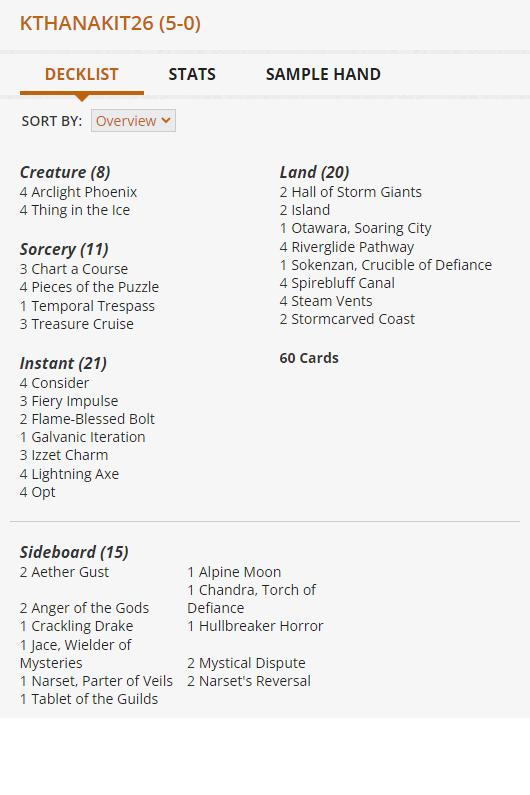 KTHANAKIT26 (5-0)
DECKLIST
STATS
SAMPLE HAND
SORT BY:
Overview
Creature (8)
4 Arclight Phoenix
4 Thing in the Ice
Sorcery (11)
3 Chart a Course
4 Pieces of the Puzzle
1 Temporal Trespass
3 Treasure Cruise
Instant (21)
4 Consider
3 Fiery Impulse
2 Flame-Blessed Bolt
1 Galvanic Iteration
3 Izzet Charm
4 Lightning Axe
4 Opt
Land (20)
2 Hall of Storm Giants
2 Island
1 Otawara, Soaring City
4 Riverglide Pathway
1 Sokenzan, Crucible of Defiance
4 Spirebluff Canal
4 Steam Vents
2 Stormcarved Coast
60 Cards
Sideboard (15)
2 Aether Gust
2 Anger of the Gods
1 Crackling Drake
1 Jace, Wielder of
Mysteries
1 Narset, Parter of Veils
1 Tablet of the Guilds
1 Alpine Moon
1 Chandra, Torch of
Defiance
1 Hullbreaker Horror
2 Mystical Dispute
2 Narset's Reversal